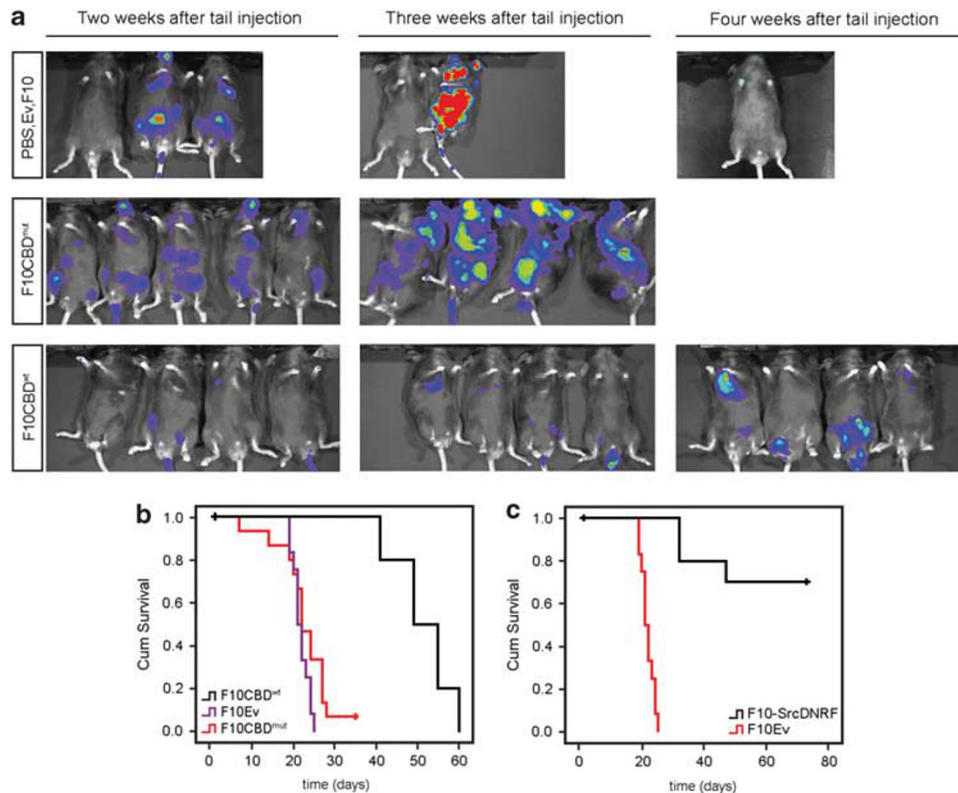 a
Two weeks after tail injection
Three weeks after tail injection
Four weeks after tail injection
PBS,Ev,F10
F10CBDmut
F10CBDwt
b
1.0
0.8
0.6
0.4
0.2
0.0
Cum Survival
F10CBDwt
F10Ev
F10CBDmut
0 20 30 40 50 60
time (days)
c
1.0
0.8
0.6
0.4
0.2
0.0
Cum Survival
F10-SrcDNRF
F10Ev
0 20 40 60 80
time (days)